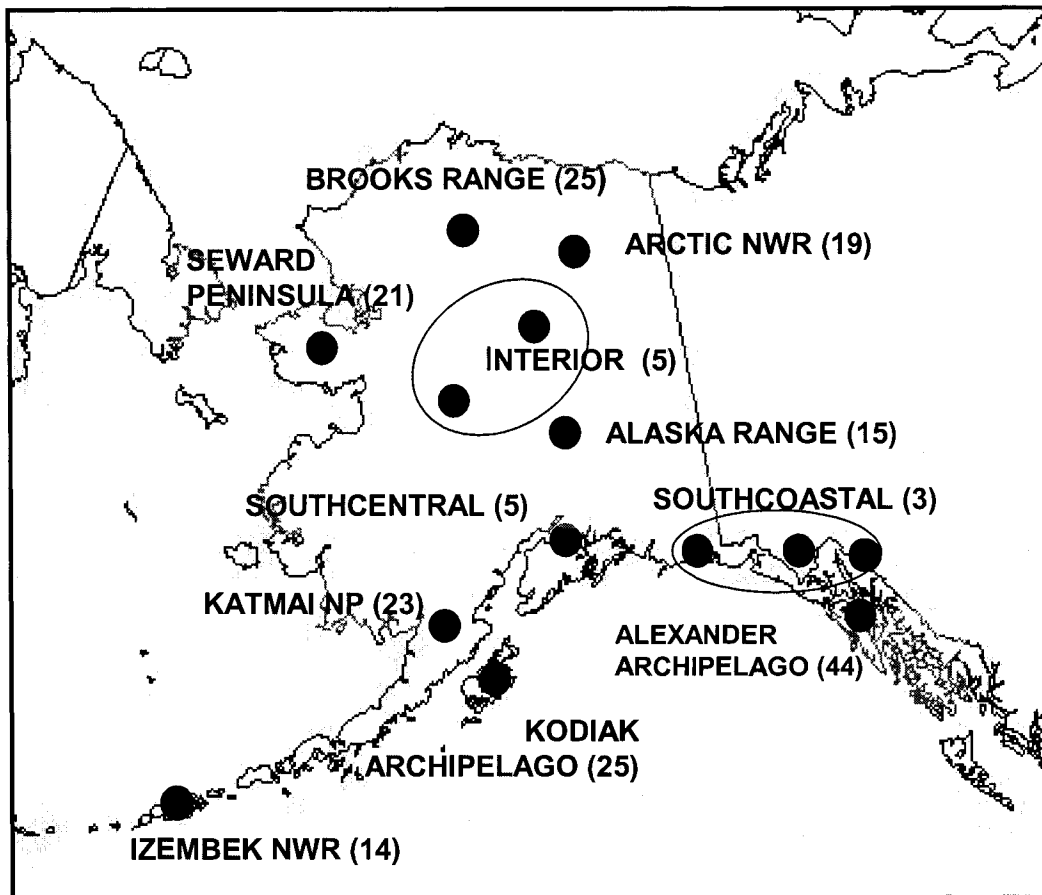 BROOKS RANGE (25)
ARCTIC NWR (19)
SEWARD
PENINSULA (21)
INTERIOR (5)
ALASKA RANGE (15)
SOUTHCOASTAL (3)
SOUTHCENTRAL (5)
KATMAI NP (23)
ALEXANDER
ARCHIPELAGO (44)
KODIAK
ARCHIPELAGO (25)
IZEMBEK NWR (14)